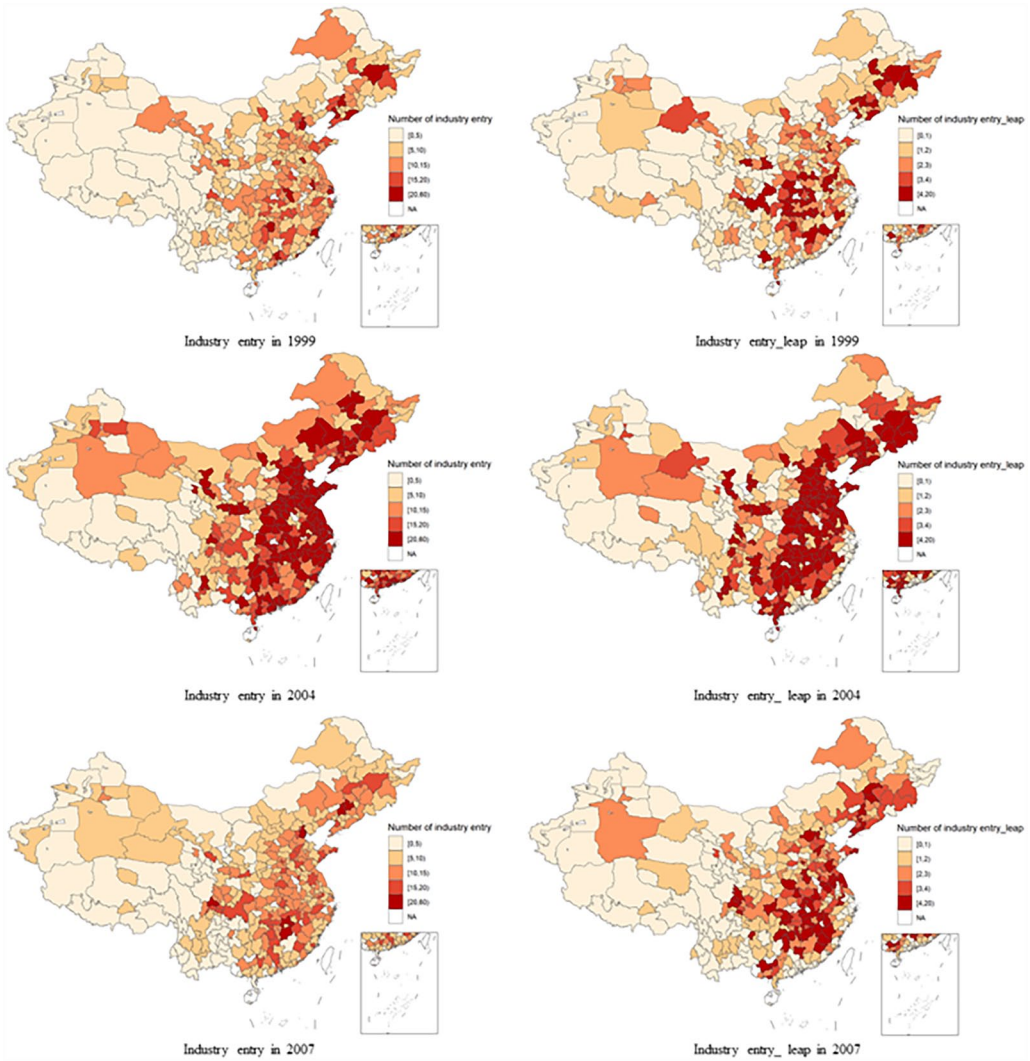 Number of industry entry
[0,5)
[5,10)
[10,15)
[15,20)
[20,60)
NA
Number of industry entry_leap
[0,1)
[1,2)
[2,3)
[3,4)
[4,20)
NA
Industry entry in 1999
Industry entry_leap in 1999
Number of industry entry
[0,5)
[5,10)
[10,15)
[15,20)
[20,60)
NA
Number of industry entry_leap
[0,1)
[1,2)
[2,3)
[3,4)
[4,20)
NA
Industry entry in 2004
Industry entry_ leap in 2004
Number of industry entry
[0,5)
[5,10)
[10,15)
[15,20)
[20,60)
NA
Number of industry entry_leap
[0,1)
[1,2)
[2,3)
[3,4)
[4,20)
NA
Industry entry in 2007
Industry entry_ leap in 2007